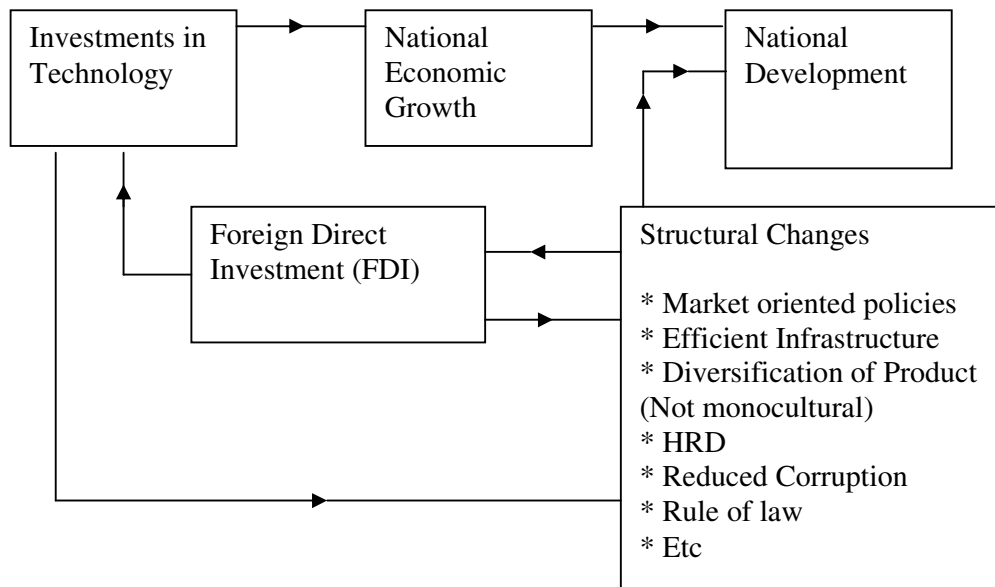 Investments in
Technology
National
Economic
Growth
National
Development
Foreign Direct
Investment (FDI)
Structural Changes
* Market oriented policies
* Efficient Infrastructure
* Diversification of Product
(Not monocultural)
* HRD
* Reduced Corruption
* Rule of law
* Etc